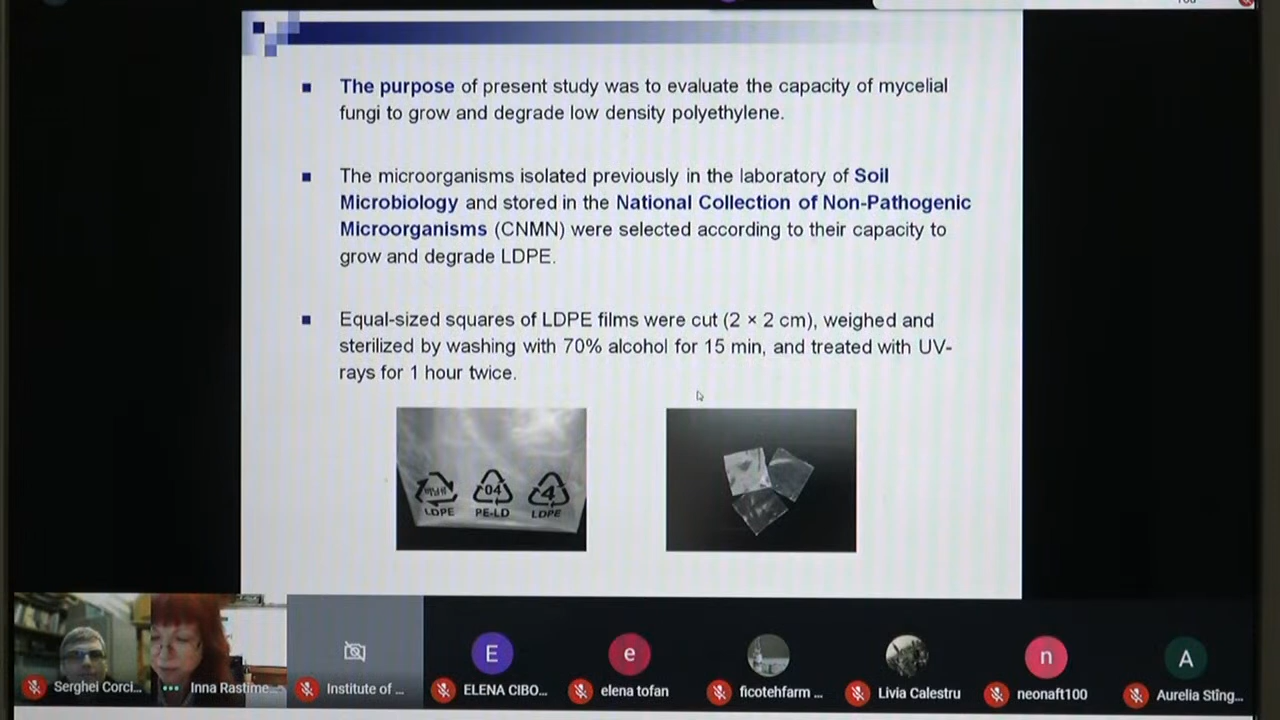 The purpose of present study was to evaluate the capacity of mycelial
fungi to grow and degrade low density polyethylene.
The microorganisms isolated previously in the laboratory of Soil
Microbiology and stored in the National Collection of Non-Pathogenic
Microorganisms (CNMN) were selected according to their capacity to
grow and degrade LDPE.
Equal-sized squares of LDPE films were cut (2 × 2 cm), weighed and
sterilized by washing with 70% alcohol for 15 min, and treated with UV-
rays for 1 hour twice.
04 4
LDPE PE-LD LDPE
E e n A
Serghei Corci... Inna Rastime... Institute of ... ELENA CIBO... elena tofan ficotehfarm ... Livia Calestru neonaft100 Aurelia Sting...